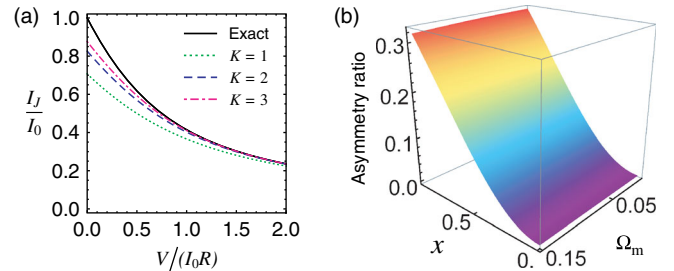 (a)
1.0
0.8
0.6
0.4
0.2
0.0
I_J
I_0
Exact
K = 1
K = 2
K = 3
0.0 0.5 1.0 1.5 2.0
V/(I_0R)
(b)
Asymmetry ratio
0.3
0.2
0.1
0.0
0.5
0.
x
0.15
0.05
Ω_m